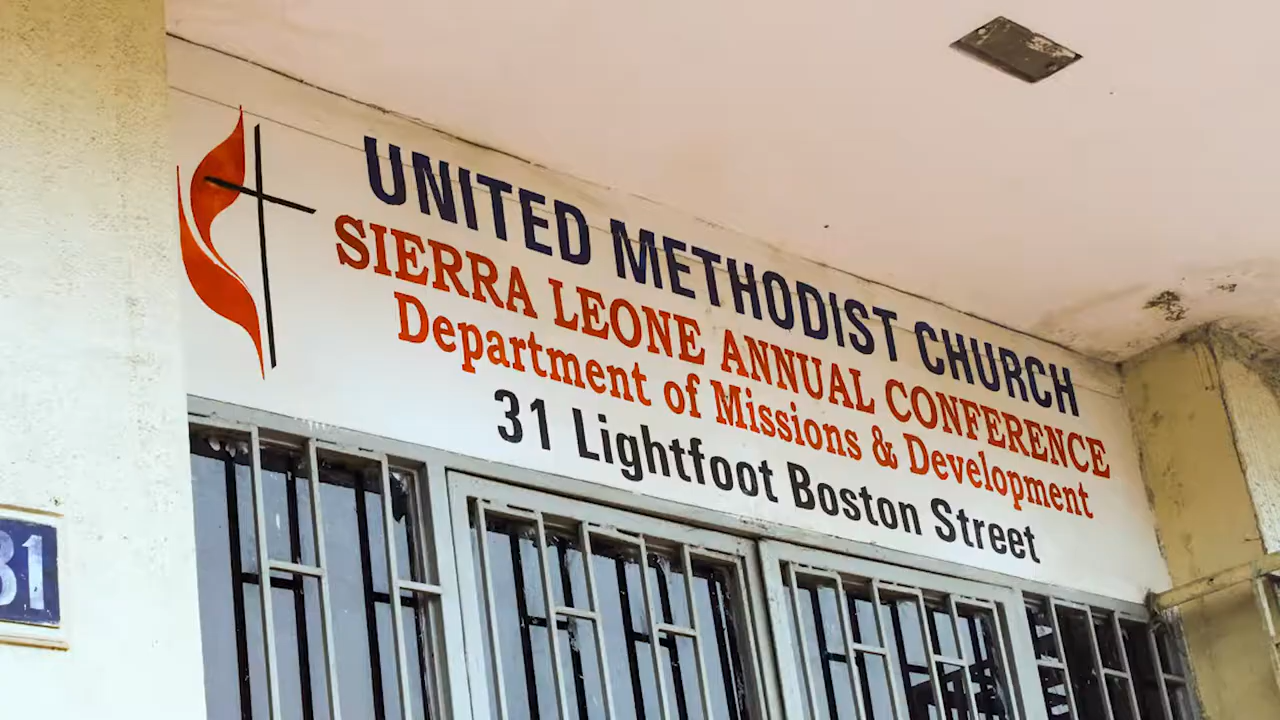 UNITED METHODIST CHURCH
SIERRA LEONE ANNUAL CONFERENCE
Department of Missions & Development
31 Lightfoot Boston Street
31